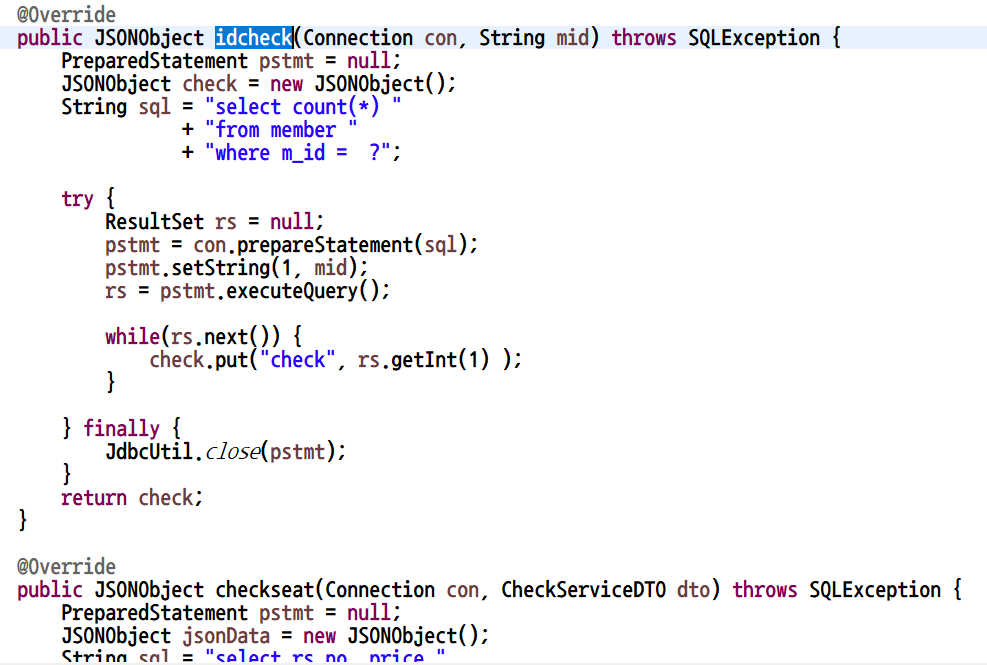 @Override
public JSONObject idcheck(Connection con, String mid) throws SQLException {
    PreparedStatement pstmt = null;
    JSONObject check = new JSONObject();
    String sql = "select count(*) "
               + "from member "
               + "where m_id =  ?";
    try {
        ResultSet rs = null;
        pstmt = con.prepareStatement(sql);
        pstmt.setString(1, mid);
        rs = pstmt.executeQuery();
        while(rs.next()) {
            check.put("check", rs.getInt(1) );
        }
    } finally {
        JdbcUtil.close(pstmt);
    }
    return check;
}
@Override
public JSONObject checkseat(Connection con, CheckServiceDTO dto) throws SQLException {
    PreparedStatement pstmt = null;
    JSONObject jsonData = new JSONObject();
    String sql = "select rs_no, price "